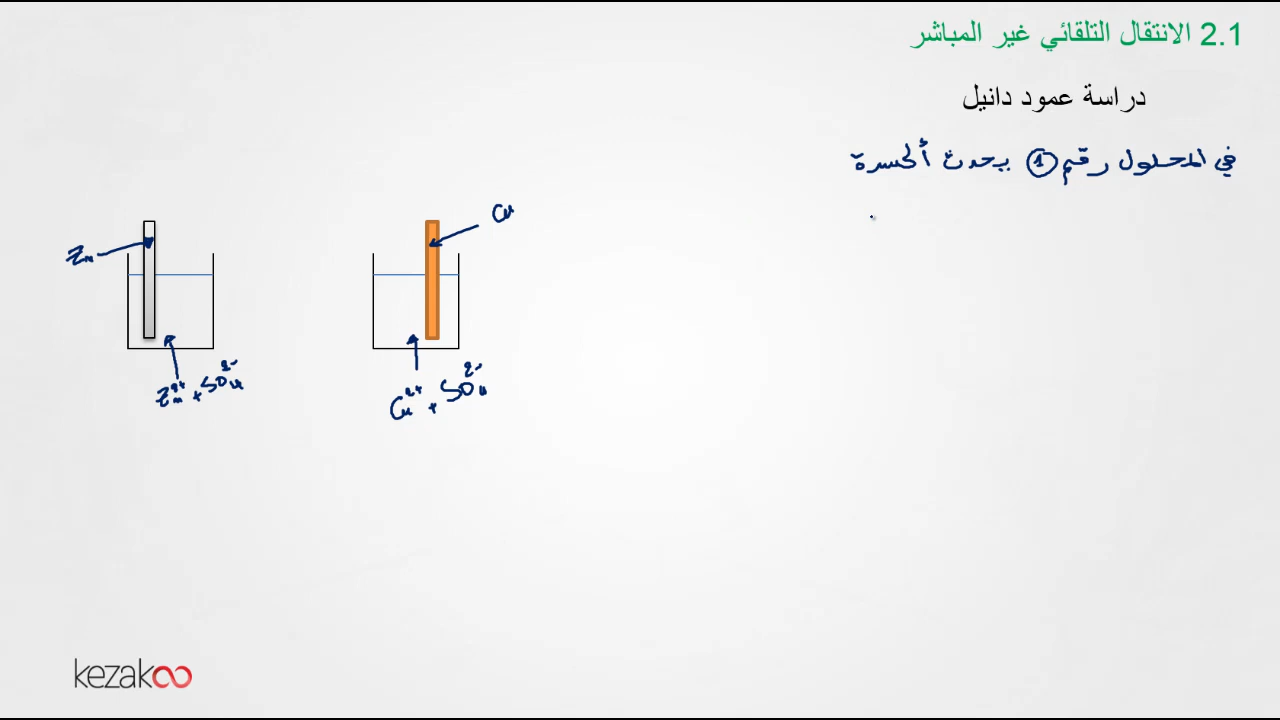 2.1 الانتقال التلقائي غير المباشر
دراسة عمود دانيل
في المحلول رقم ① يحدث أكسدة
Cu
Zn
Zn²⁺ + SO₄²⁻
Cu²⁺ + SO₄²⁻
kezakoo